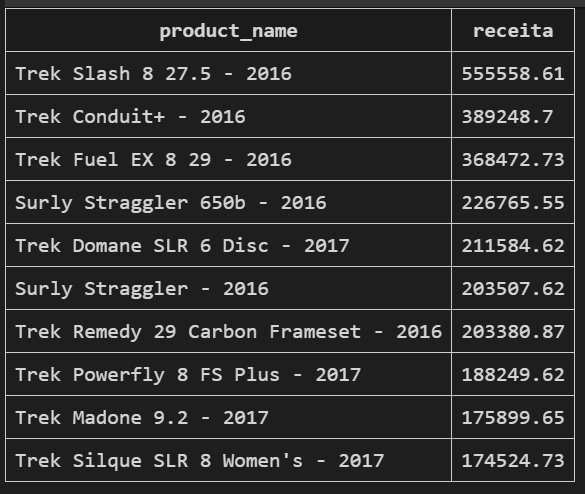 product_name receita
Trek Slash 8 27.5 - 2016 555558.61
Trek Conduit+ - 2016 389248.7
Trek Fuel EX 8 29 - 2016 368472.73
Surly Straggler 650b - 2016 226765.55
Trek Domane SLR 6 Disc - 2017 211584.62
Surly Straggler - 2016 203507.62
Trek Remedy 29 Carbon Frameset - 2016 203380.87
Trek Powerfly 8 FS Plus - 2017 188249.62
Trek Madone 9.2 - 2017 175899.65
Trek Silque SLR 8 Women's - 2017 174524.73